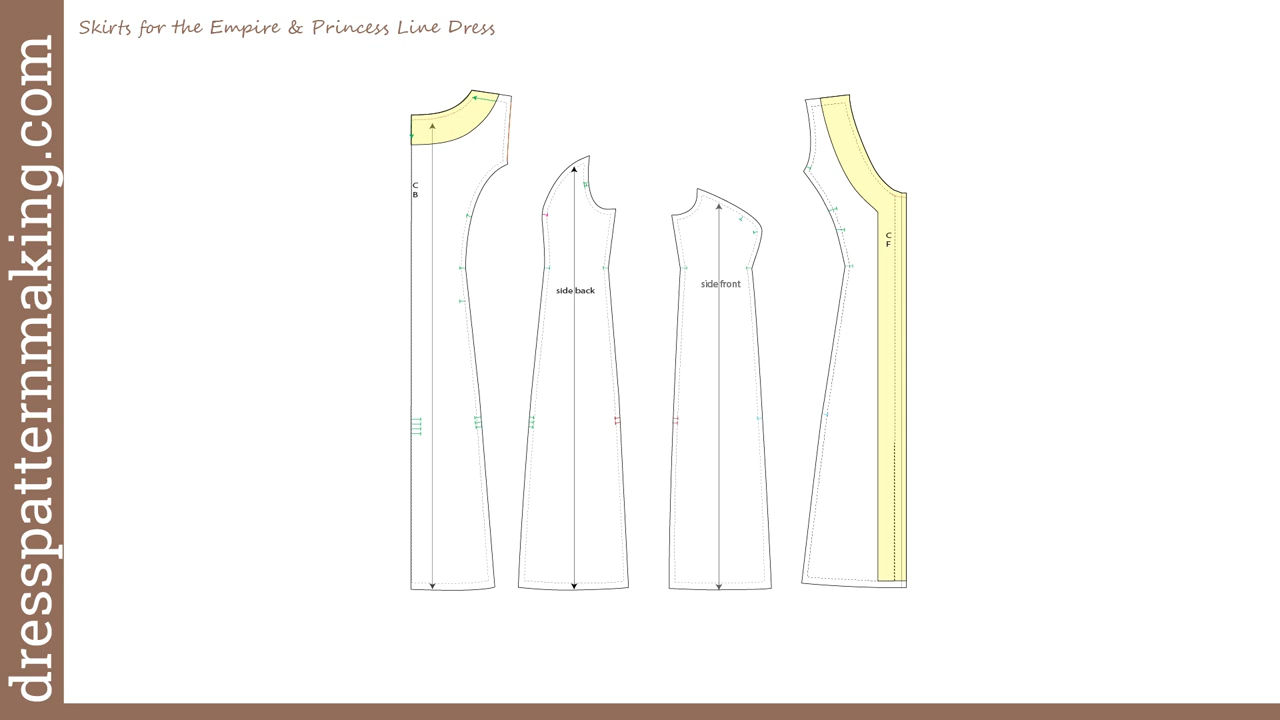 Skirts for the Empire & Princess Line Dress
dresspatternmaking.com
C
B
side back
side front
C
F